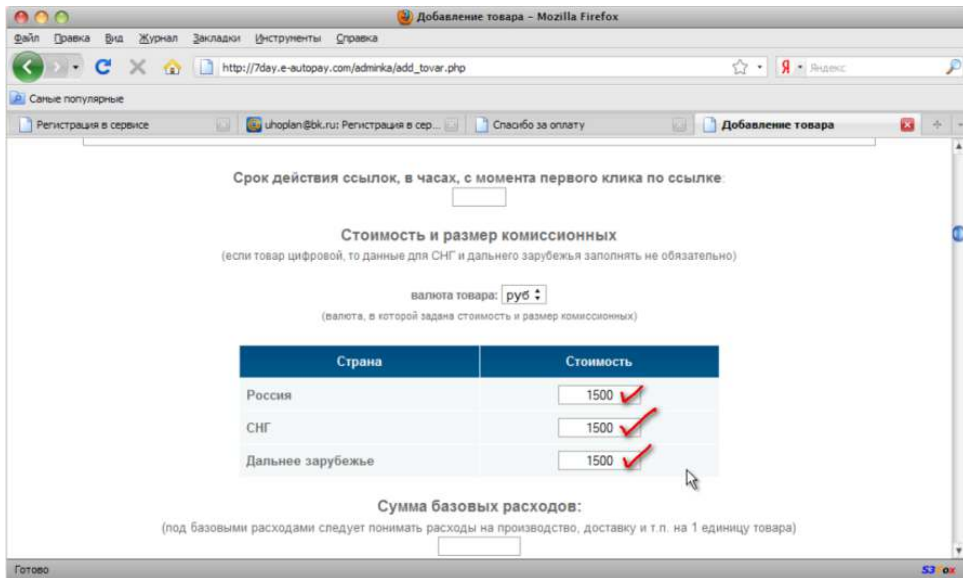 Добавление товара – Mozilla Firefox
Файл Правка Вид Журнал Закладки Инструменты Справка
http://7day.e-autopay.com/adminka/add_tovar.php
Я Яндекс
Самые популярные
Регистрация в сервисе uhoplan@bk.ru: Регистрация в сер... Спасибо за оплату Добавление товара
Срок действия ссылок, в часах, с момента первого клика по ссылке:
Стоимость и размер комиссионных
(если товар цифровой, то данные для СНГ и дальнего зарубежья заполнять не обязательно)
валюта товара: руб
(валюта, в которой задана стоимость и размер комиссионных)
Страна Стоимость
Россия 1500
СНГ 1500
Дальнее зарубежье 1500
Сумма базовых расходов:
(под базовыми расходами следует понимать расходы на производство, доставку и т.п. на 1 единицу товара)
Готово S3Fox